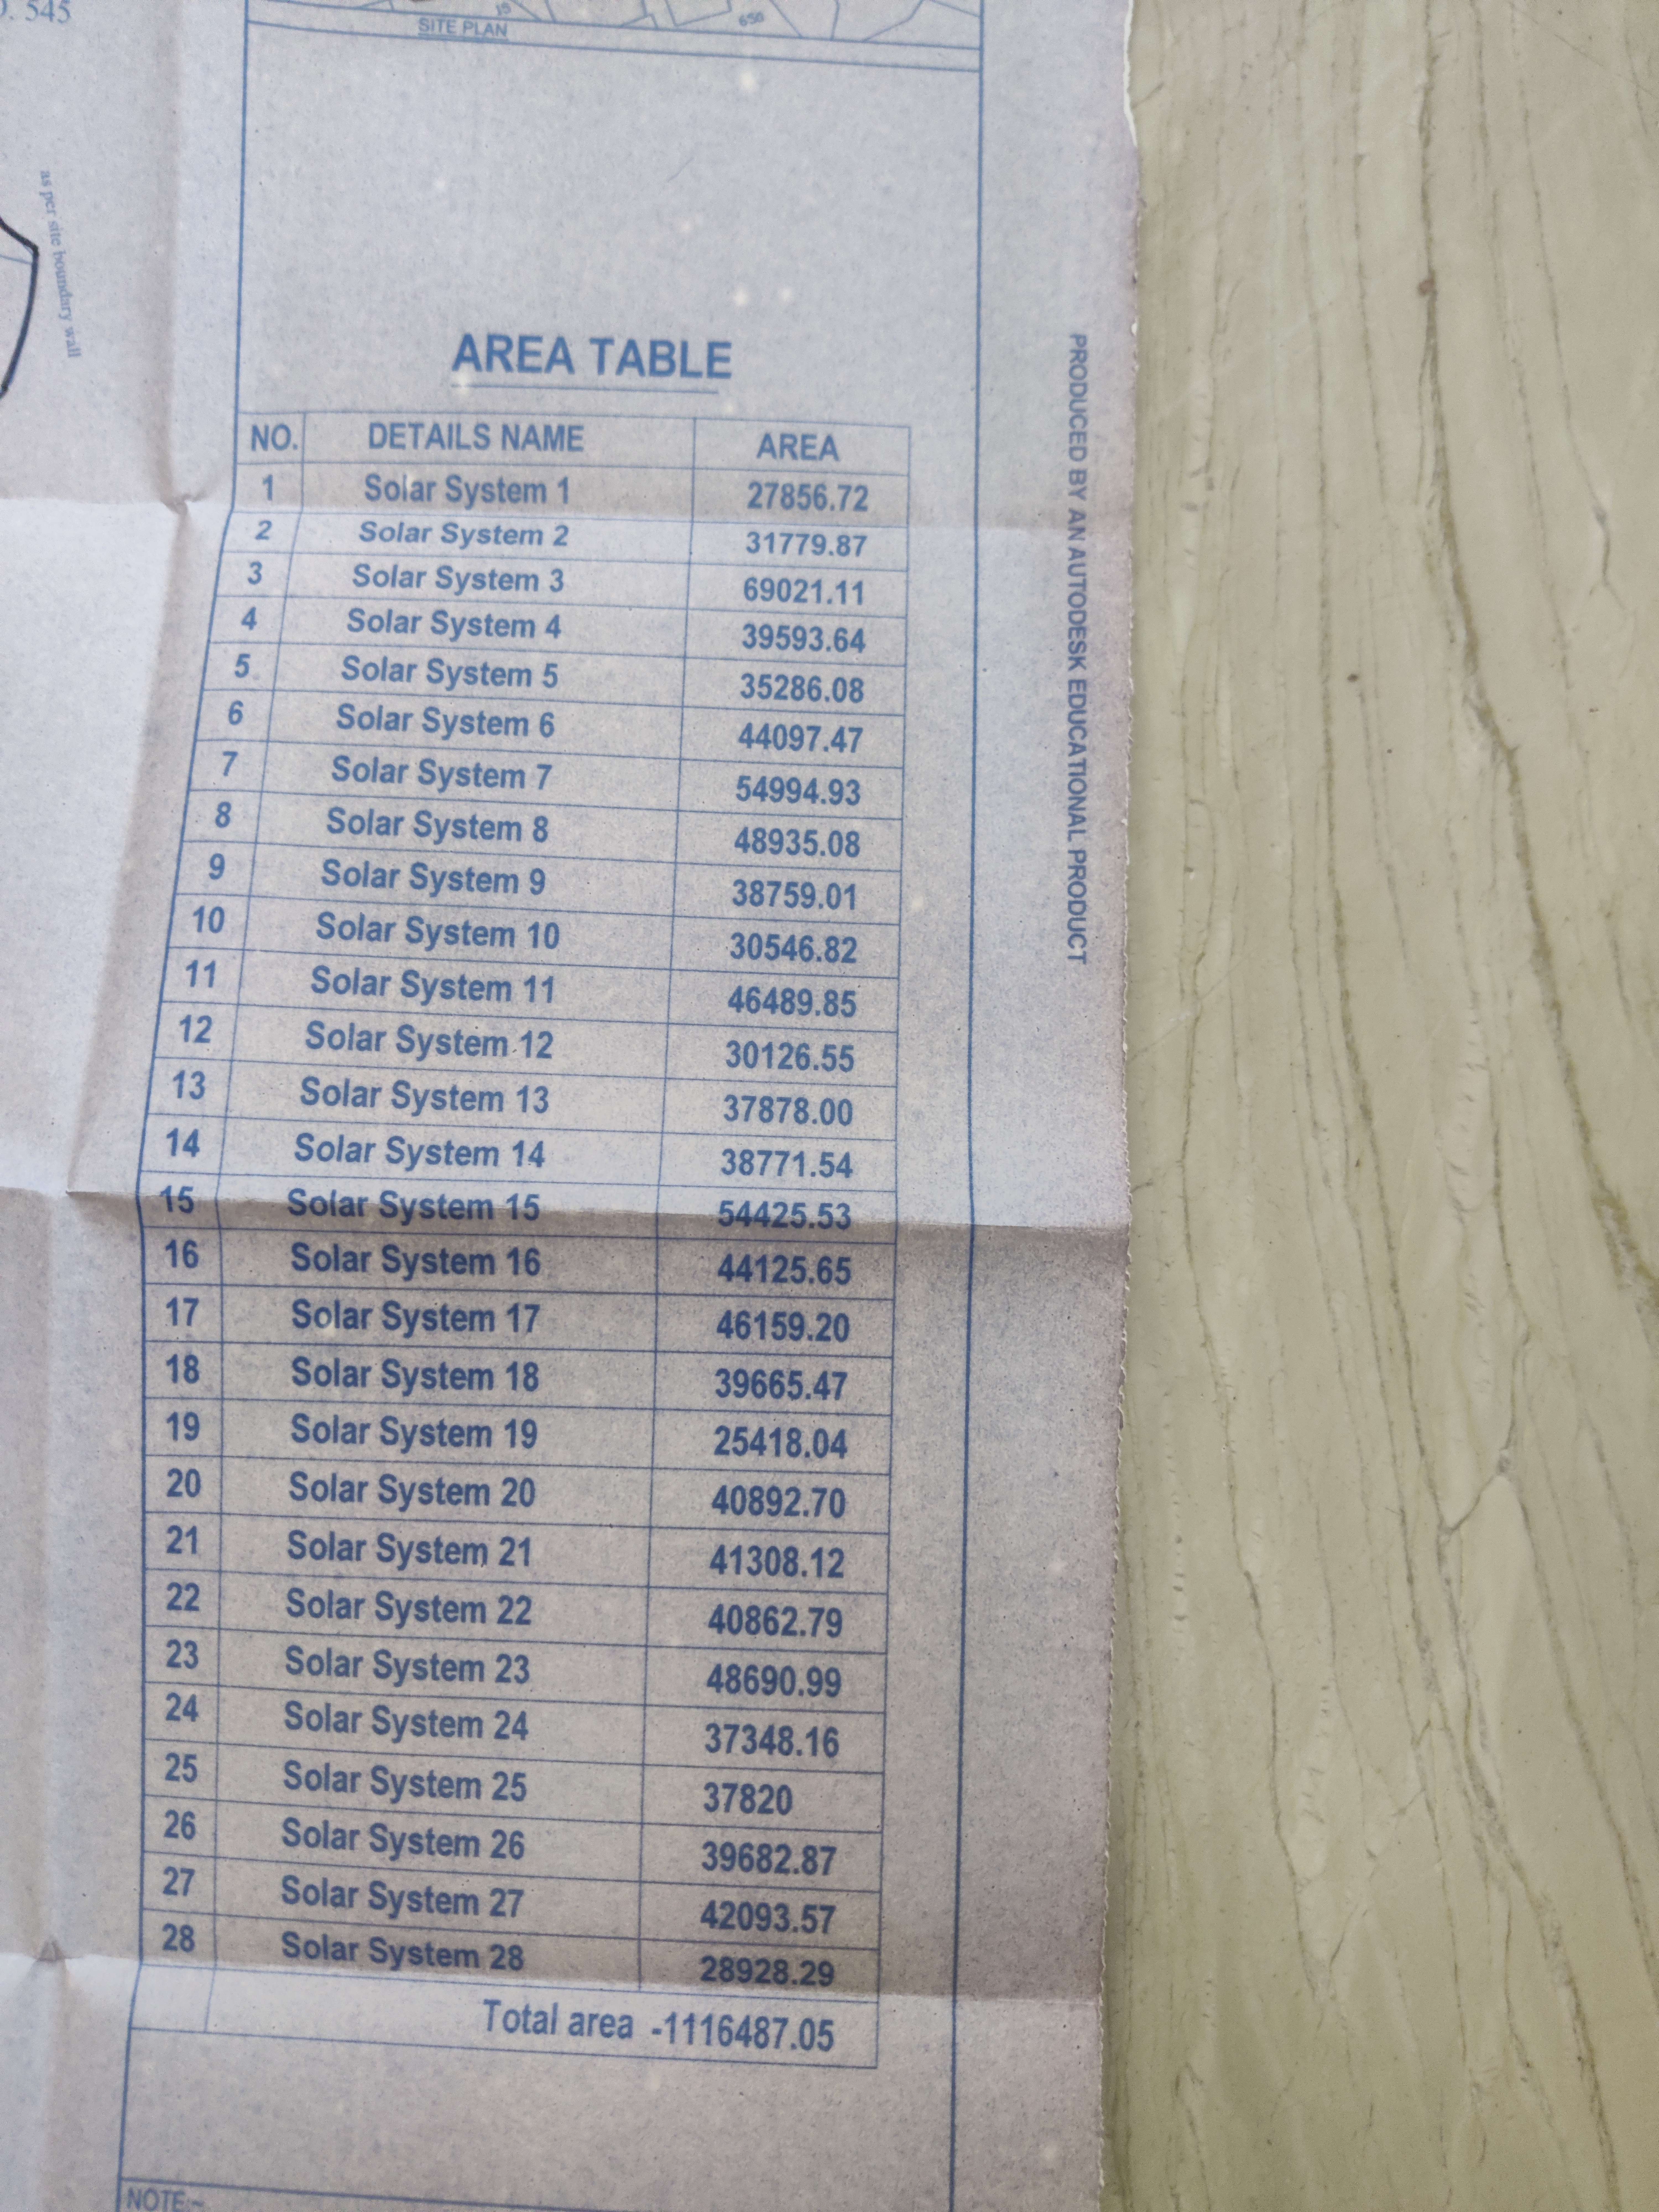 545
15
650
SITE PLAN
as per site boundary wall
AREA TABLE
NO. DETAILS NAME AREA
1 Solar System 1 27856.72
2 Solar System 2 31779.87
3 Solar System 3 69021.11
4 Solar System 4 39593.64
5 Solar System 5 35286.08
6 Solar System 6 44097.47
7 Solar System 7 54994.93
8 Solar System 8 48935.08
9 Solar System 9 38759.01
10 Solar System 10 30546.82
11 Solar System 11 46489.85
12 Solar System 12 30126.55
13 Solar System 13 37878.00
14 Solar System 14 38771.54
15 Solar System 15 54425.53
16 Solar System 16 44125.65
17 Solar System 17 46159.20
18 Solar System 18 39665.47
19 Solar System 19 25418.04
20 Solar System 20 40892.70
21 Solar System 21 41308.12
22 Solar System 22 40862.79
23 Solar System 23 48690.99
24 Solar System 24 37348.16
25 Solar System 25 37820
26 Solar System 26 39682.87
27 Solar System 27 42093.57
28 Solar System 28 28928.29
Total area -1116487.05
NOTE:~
PRODUCED BY AN AUTODESK EDUCATIONAL PRODUCT